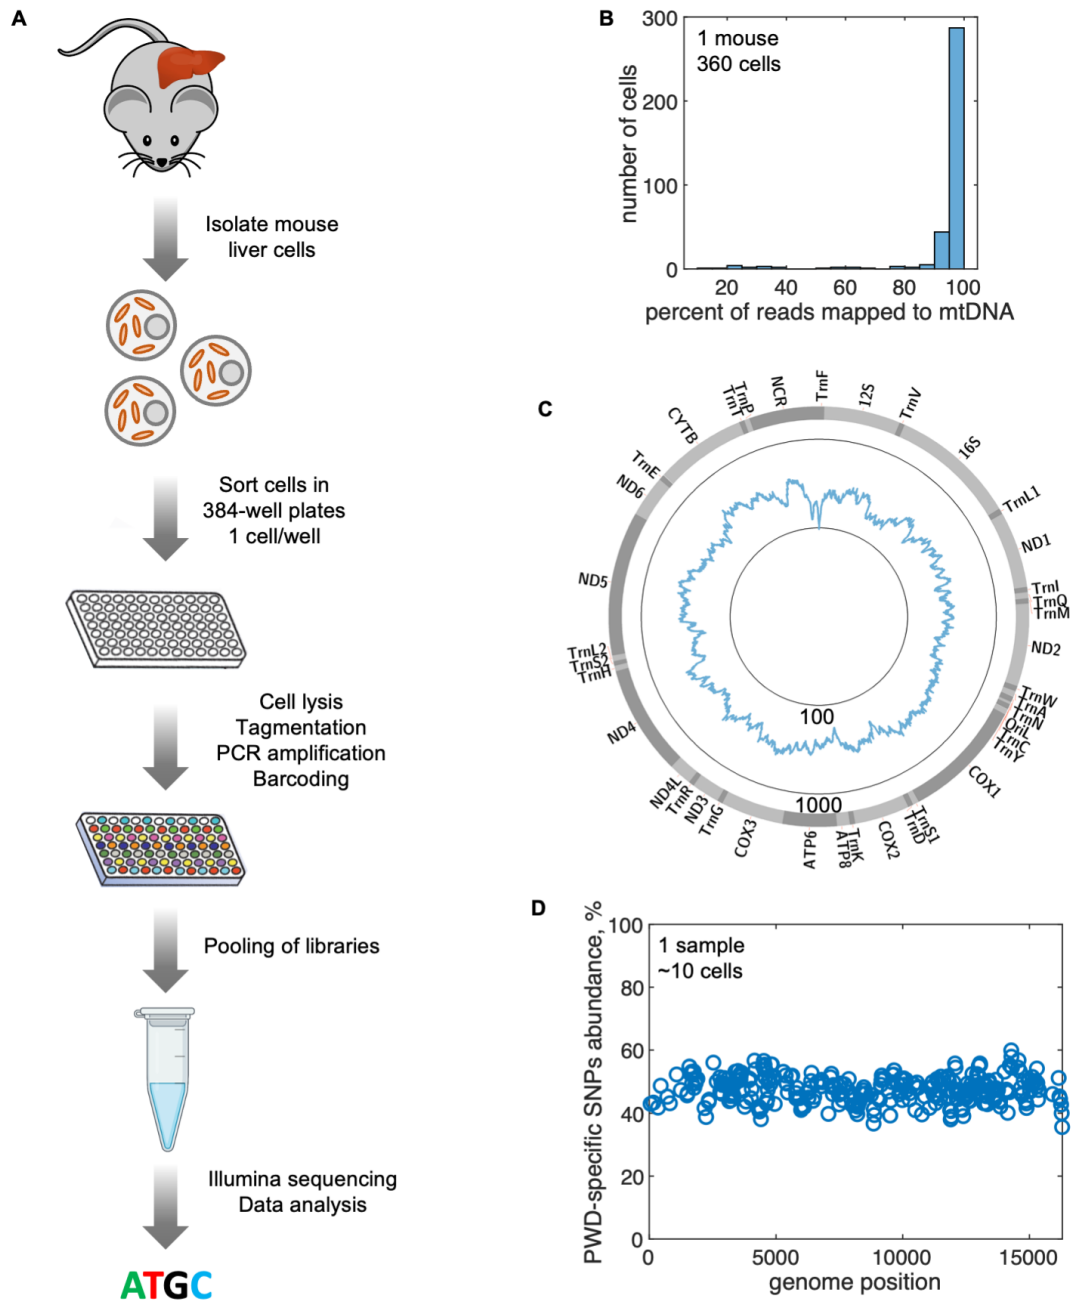 A
Isolate mouse
liver cells
Sort cells in
384-well plates
1 cell/well
Cell lysis
Tagmentation
PCR amplification
Barcoding
Pooling of libraries
Illumina sequencing
Data analysis
ATGC
B
300
200
100
0
number of cells
1 mouse
360 cells
20 40 60 80 100
percent of reads mapped to mtDNA
C
TrnF
12S
TrnV
16S
TrnL1
ND1
TrnI
TrnQ
TrnM
ND2
TrnW
TrnA
TrnN
OriL
TrnC
TrnY
COX1
TrnS1
TrnD
COX2
TrnK
ATP8
ATP6
COX3
TrnG
ND3
TrnR
ND4L
ND4
TrnH
TrnS2
TrnL2
ND5
ND6
TrnE
CYTB
TrnT
TrnP
NCR
100
1000
D
PWD-specific SNPs abundance, %
100
80
60
40
20
0
1 sample
~10 cells
0 5000 10000 15000
genome position